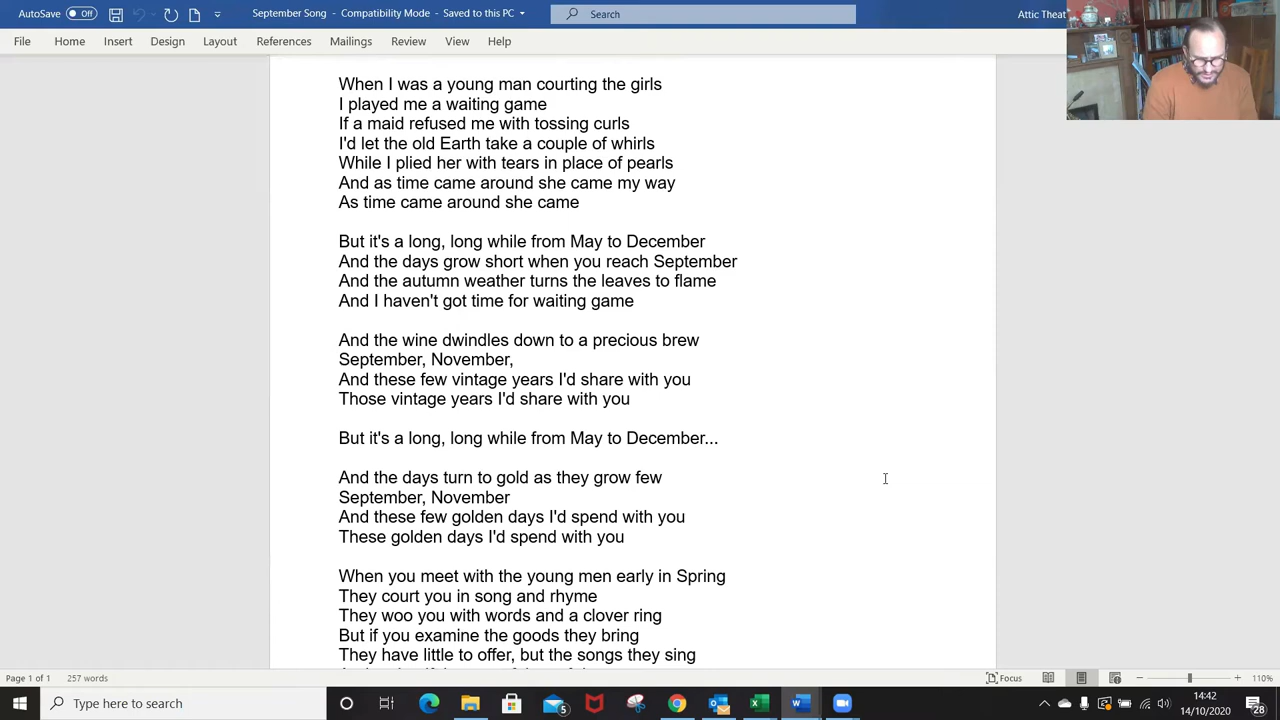 AutoSave Off September Song - Compatibility Mode - Saved to this PC Search Attic Theat
File Home Insert Design Layout References Mailings Review View Help
When I was a young man courting the girls
I played me a waiting game
If a maid refused me with tossing curls
I'd let the old Earth take a couple of whirls
While I plied her with tears in place of pearls
And as time came around she came my way
As time came around she came
But it's a long, long while from May to December
And the days grow short when you reach September
And the autumn weather turns the leaves to flame
And I haven't got time for waiting game
And the wine dwindles down to a precious brew
September, November,
And these few vintage years I'd share with you
Those vintage years I'd share with you
But it's a long, long while from May to December...
And the days turn to gold as they grow few
September, November
And these few golden days I'd spend with you
These golden days I'd spend with you
When you meet with the young men early in Spring
They court you in song and rhyme
They woo you with words and a clover ring
But if you examine the goods they bring
They have little to offer, but the songs they sing
Page 1 of 1 257 words Focus 110%
Type here to search 5 14:42
14/10/2020 28